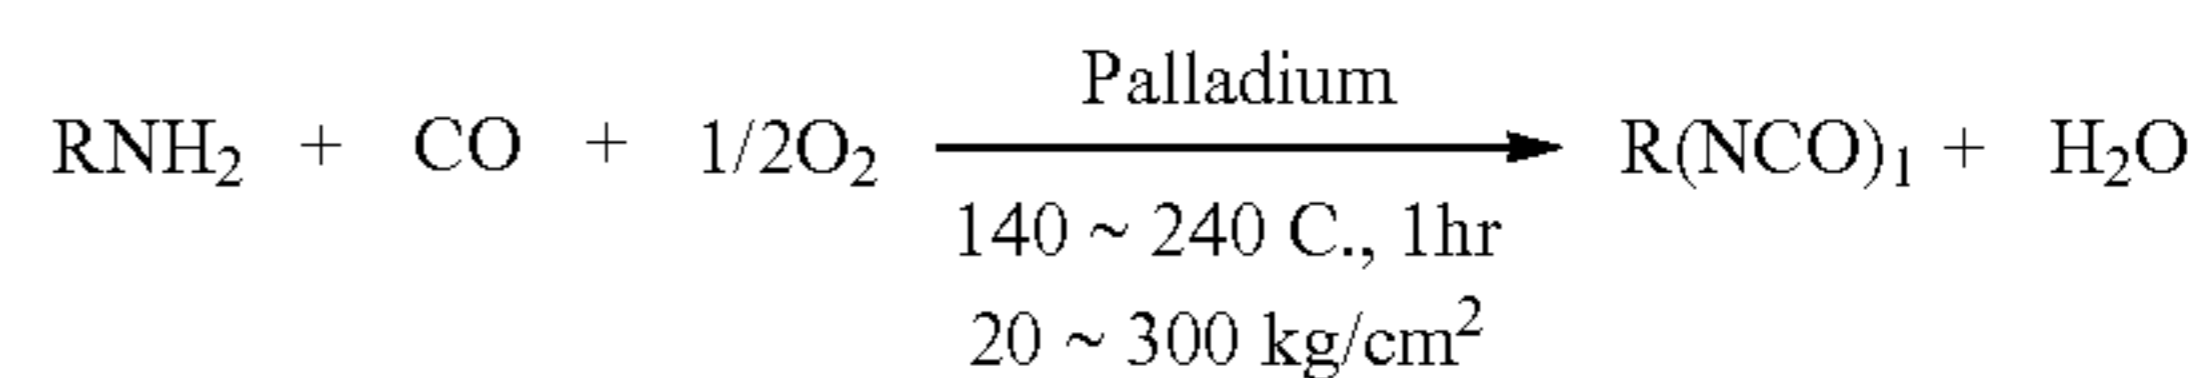 Palladium
RNH₂ + CO + 1/2O₂ R(NCO)₁ + H₂O
140 ~ 240 C., 1hr
20 ~ 300 kg/cm²